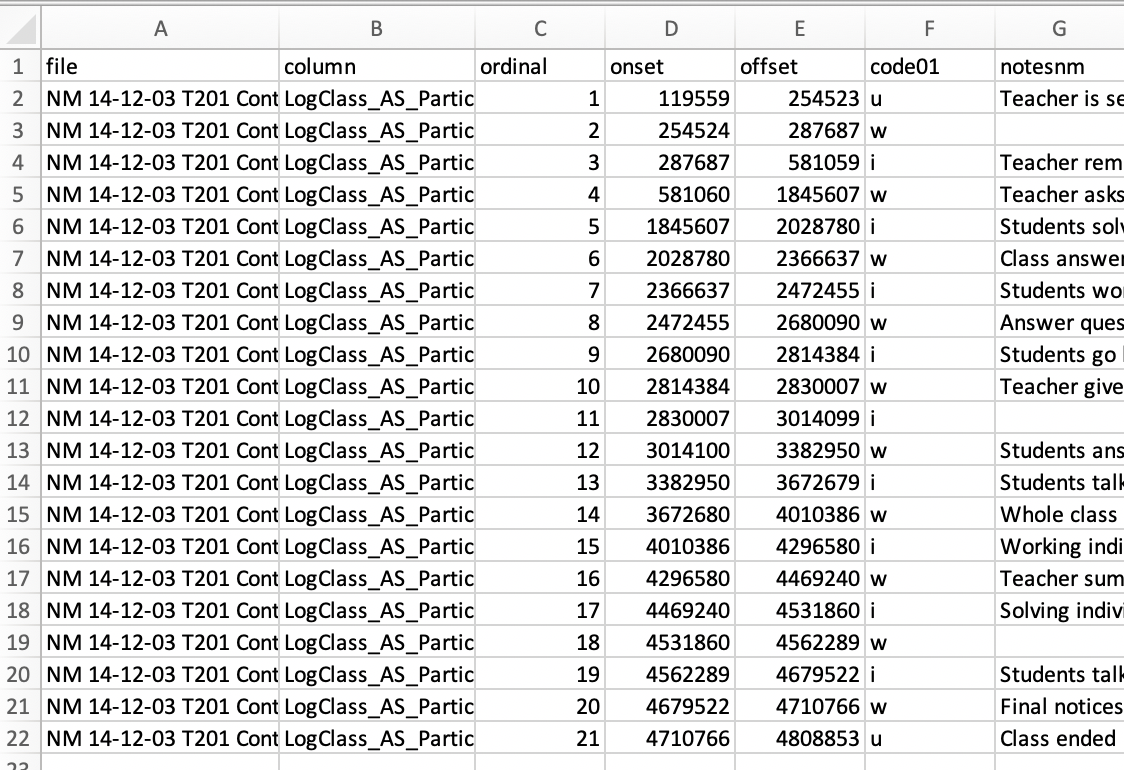 A B C D E F G
1 file column ordinal onset offset code01 notesnm
2 NM 14-12-03 T201 Cont LogClass_AS_Partic 1 119559 254523 u Teacher is se
3 NM 14-12-03 T201 Cont LogClass_AS_Partic 2 254524 287687 w
4 NM 14-12-03 T201 Cont LogClass_AS_Partic 3 287687 581059 i Teacher rem
5 NM 14-12-03 T201 Cont LogClass_AS_Partic 4 581060 1845607 w Teacher asks
6 NM 14-12-03 T201 Cont LogClass_AS_Partic 5 1845607 2028780 i Students solv
7 NM 14-12-03 T201 Cont LogClass_AS_Partic 6 2028780 2366637 w Class answer
8 NM 14-12-03 T201 Cont LogClass_AS_Partic 7 2366637 2472455 i Students wor
9 NM 14-12-03 T201 Cont LogClass_AS_Partic 8 2472455 2680090 w Answer ques
10 NM 14-12-03 T201 Cont LogClass_AS_Partic 9 2680090 2814384 i Students go
11 NM 14-12-03 T201 Cont LogClass_AS_Partic 10 2814384 2830007 w Teacher give
12 NM 14-12-03 T201 Cont LogClass_AS_Partic 11 2830007 3014099 i
13 NM 14-12-03 T201 Cont LogClass_AS_Partic 12 3014100 3382950 w Students ans
14 NM 14-12-03 T201 Cont LogClass_AS_Partic 13 3382950 3672679 i Students talk
15 NM 14-12-03 T201 Cont LogClass_AS_Partic 14 3672680 4010386 w Whole class
16 NM 14-12-03 T201 Cont LogClass_AS_Partic 15 4010386 4296580 i Working indi
17 NM 14-12-03 T201 Cont LogClass_AS_Partic 16 4296580 4469240 w Teacher sum
18 NM 14-12-03 T201 Cont LogClass_AS_Partic 17 4469240 4531860 i Solving indivi
19 NM 14-12-03 T201 Cont LogClass_AS_Partic 18 4531860 4562289 w
20 NM 14-12-03 T201 Cont LogClass_AS_Partic 19 4562289 4679522 i Students talk
21 NM 14-12-03 T201 Cont LogClass_AS_Partic 20 4679522 4710766 w Final notices
22 NM 14-12-03 T201 Cont LogClass_AS_Partic 21 4710766 4808853 u Class ended